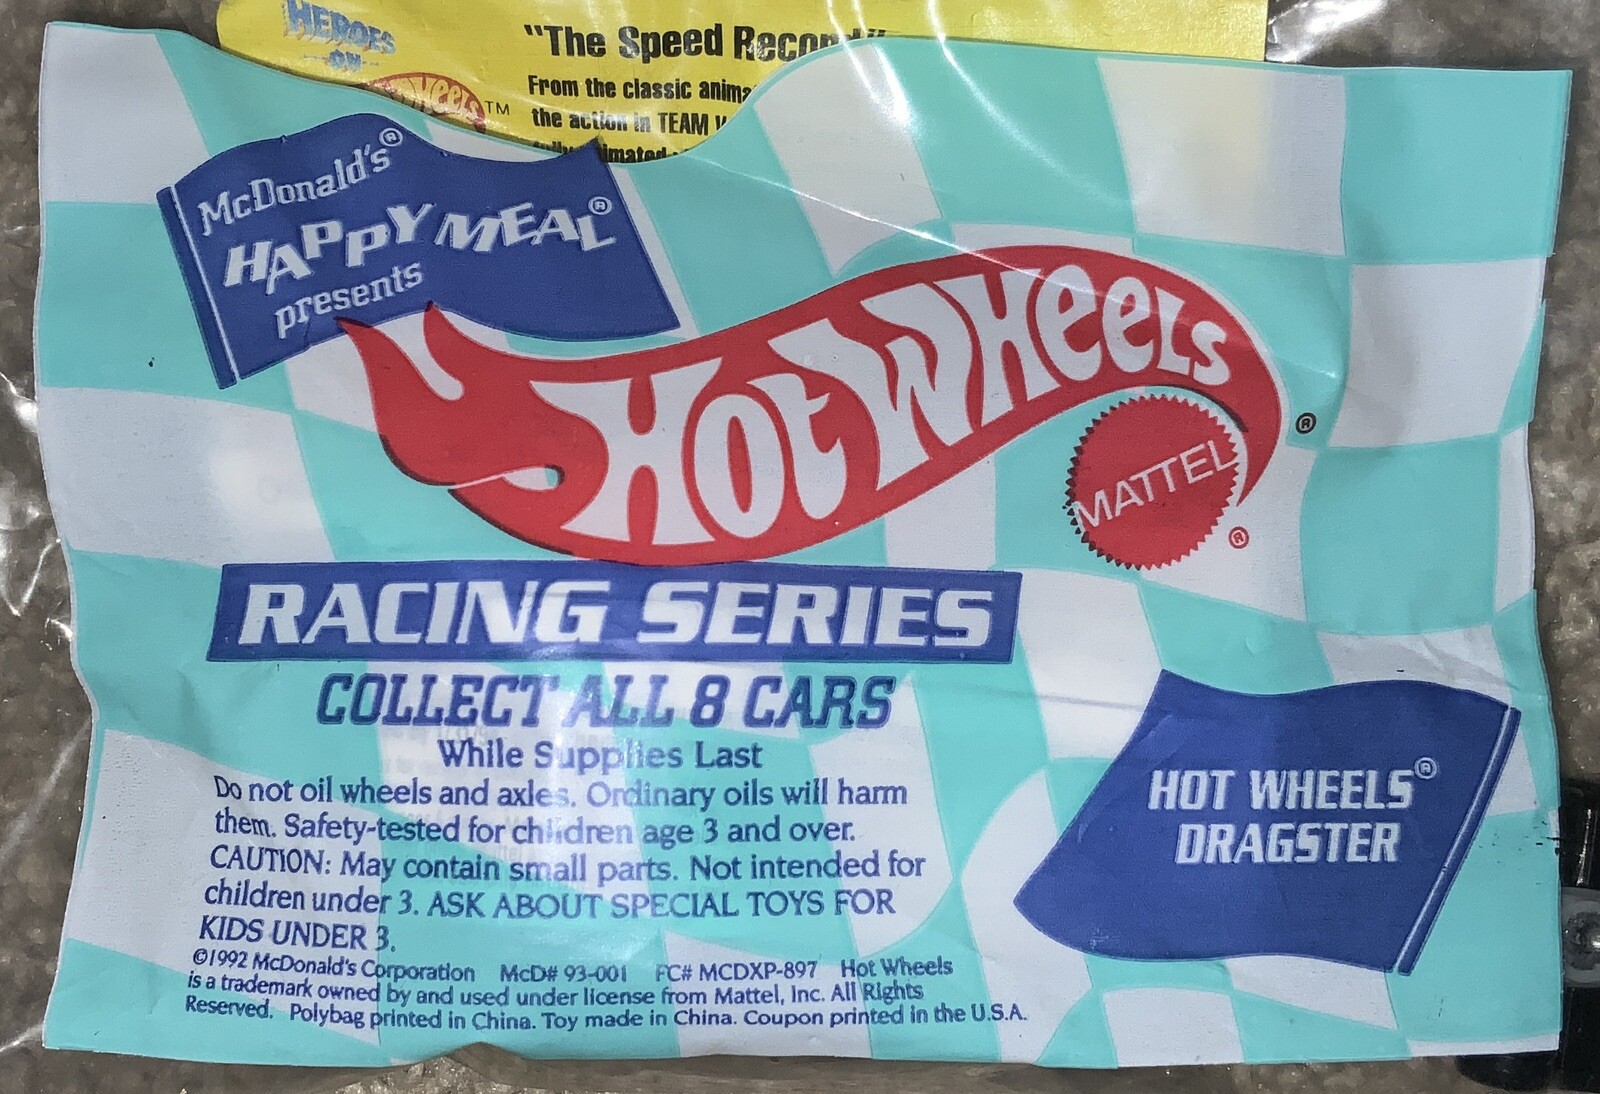 HEROES
ON
"The Speed
Wheels™
From the classic
the action in TEAM
McDonald's®
HAPPY MEAL®
presents
HOT WHEELS
®
MATTEL
®
RACING SERIES
COLLECT ALL 8 CARS
While Supplies Last
Do not oil wheels and axles. Ordinary oils will harm
them. Safety-tested for children age 3 and over.
CAUTION: May contain small parts. Not intended for
children under 3. ASK ABOUT SPECIAL TOYS FOR
KIDS UNDER 3.
©1992 McDonald's Corporation McD# 93-001 FC# MCDXP-897 Hot Wheels
is a trademark owned by and used under license from Mattel, Inc. All Rights
Reserved. Polybag printed in China. Toy made in China. Coupon printed in the U.S.A.
HOT WHEELS®
DRAGSTER